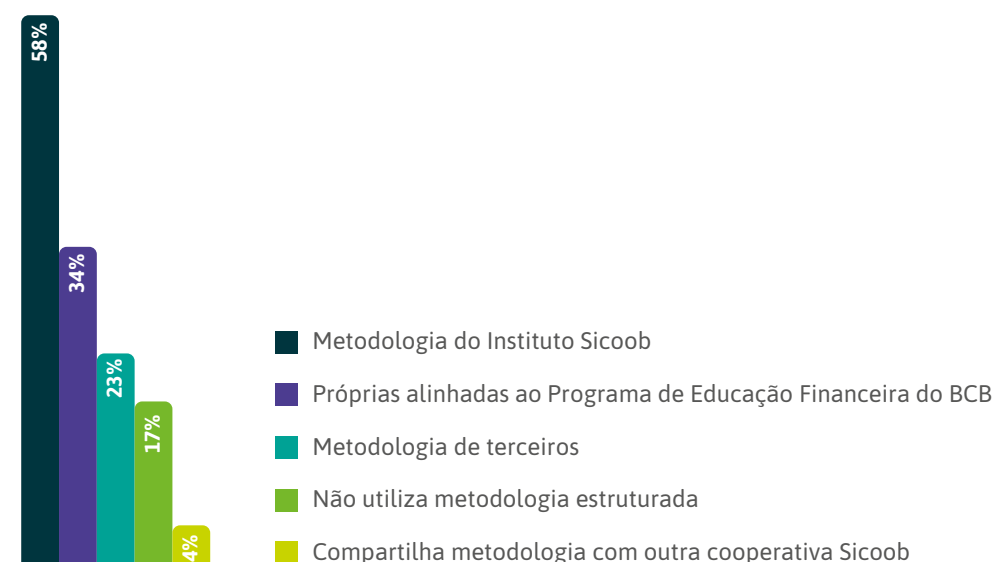 58%
34%
23%
17%
4%
Metodologia do Instituto Sicoob
Próprias alinhadas ao Programa de Educação Financeira do BCB
Metodologia de terceiros
Não utiliza metodologia estruturada
Compartilha metodologia com outra cooperativa Sicoob